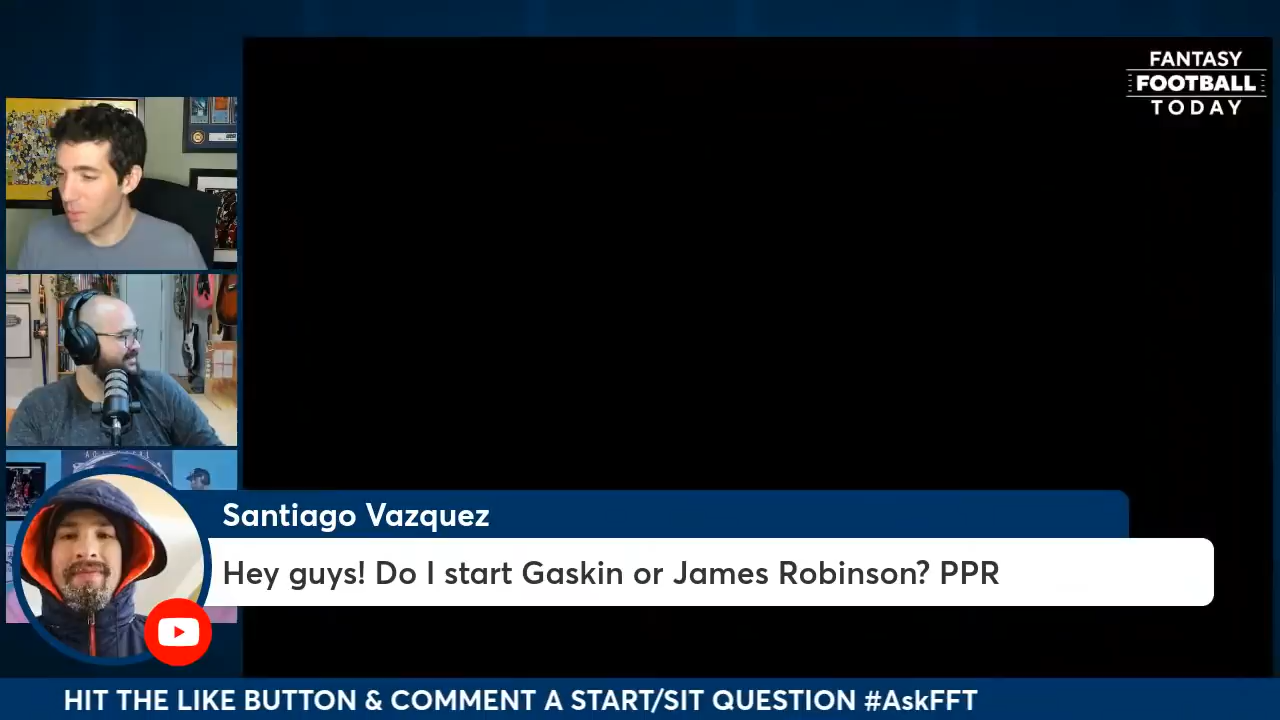 FANTASY
FOOTBALL
TODAY
Santiago Vazquez
Hey guys! Do I start Gaskin or James Robinson? PPR
HIT THE LIKE BUTTON & COMMENT A START/SIT QUESTION #AskFFT